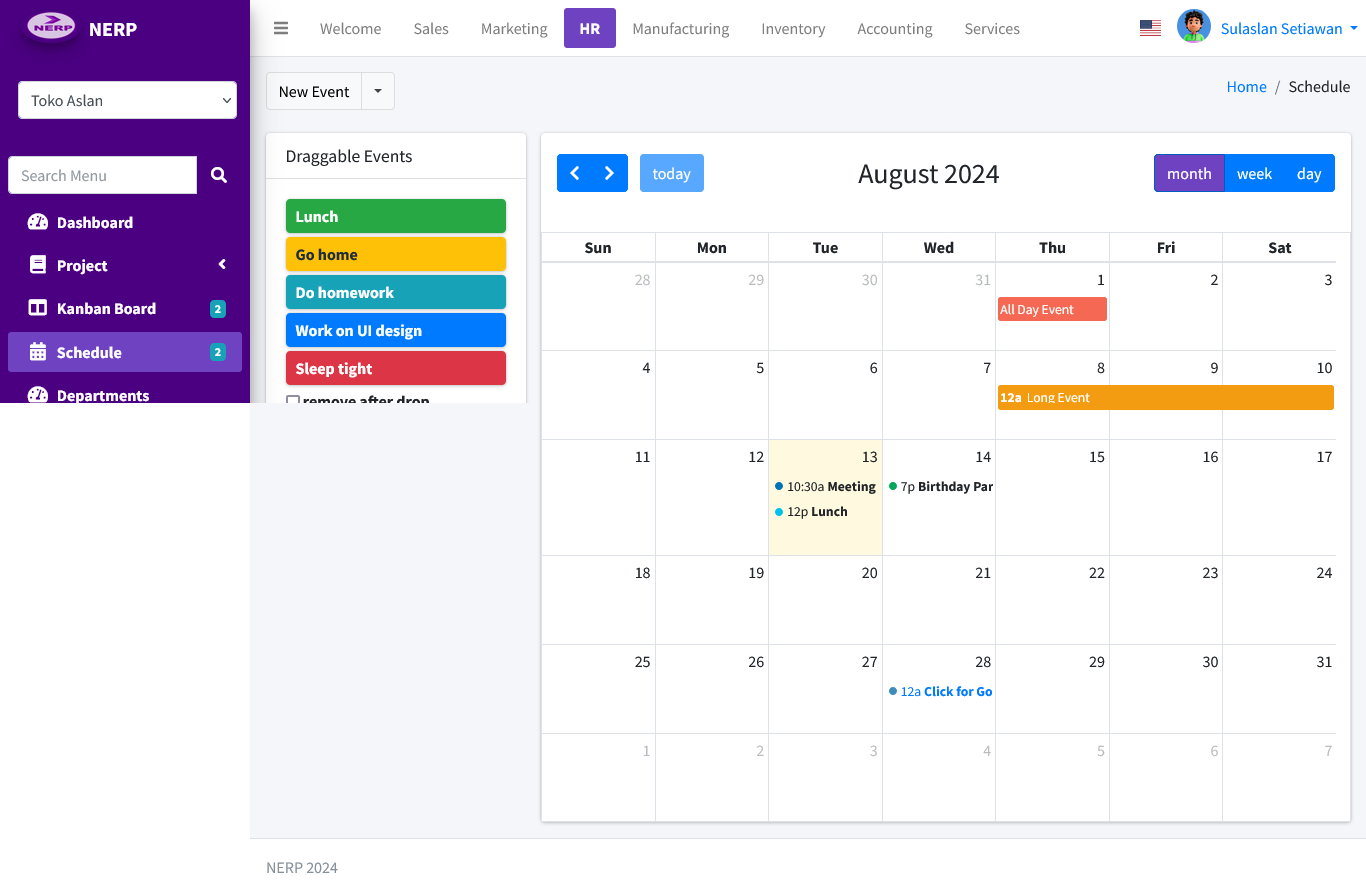 NERP NERP
Welcome Sales Marketing HR Manufacturing Inventory Accounting Services Sulaslan Setiawan
Toko Aslan
Search Menu
Dashboard
Project
Kanban Board 2
Schedule 2
Departments
New Event
Home / Schedule
Draggable Events
Lunch
Go home
Do homework
Work on UI design
Sleep tight
remove after drop
today August 2024 month week day
Sun Mon Tue Wed Thu Fri Sat
28 29 30 31 1 2 3
All Day Event
4 5 6 7 8 9 10
12a Long Event
11 12 13 14 15 16 17
10:30a Meeting 7p Birthday Par
12p Lunch
18 19 20 21 22 23 24
25 26 27 28 29 30 31
12a Click for Go
1 2 3 4 5 6 7
NERP 2024